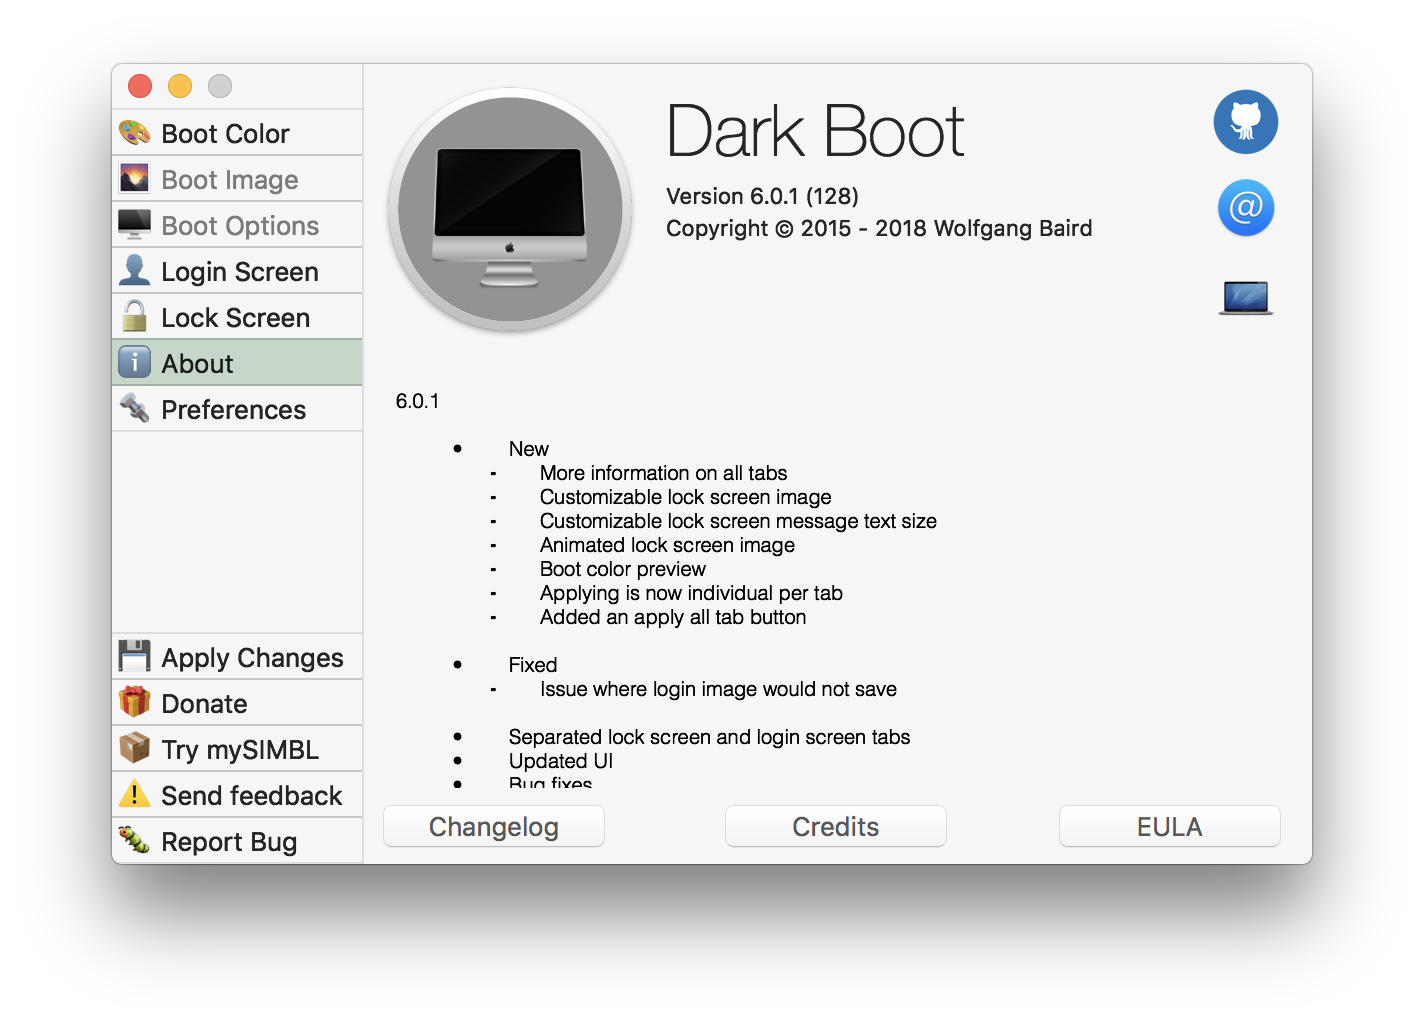 Boot Color
Boot Image
Boot Options
Login Screen
Lock Screen
About
Preferences
Apply Changes
Donate
Try mySIMBL
Send feedback
Report Bug
Dark Boot
Version 6.0.1 (128)
Copyright © 2015 - 2018 Wolfgang Baird
@
6.0.1
• New
- More information on all tabs
- Customizable lock screen image
- Customizable lock screen message text size
- Animated lock screen image
- Boot color preview
- Applying is now individual per tab
- Added an apply all tab button
• Fixed
- Issue where login image would not save
• Separated lock screen and login screen tabs
• Updated UI
• Bug fixes
Changelog
Credits
EULA